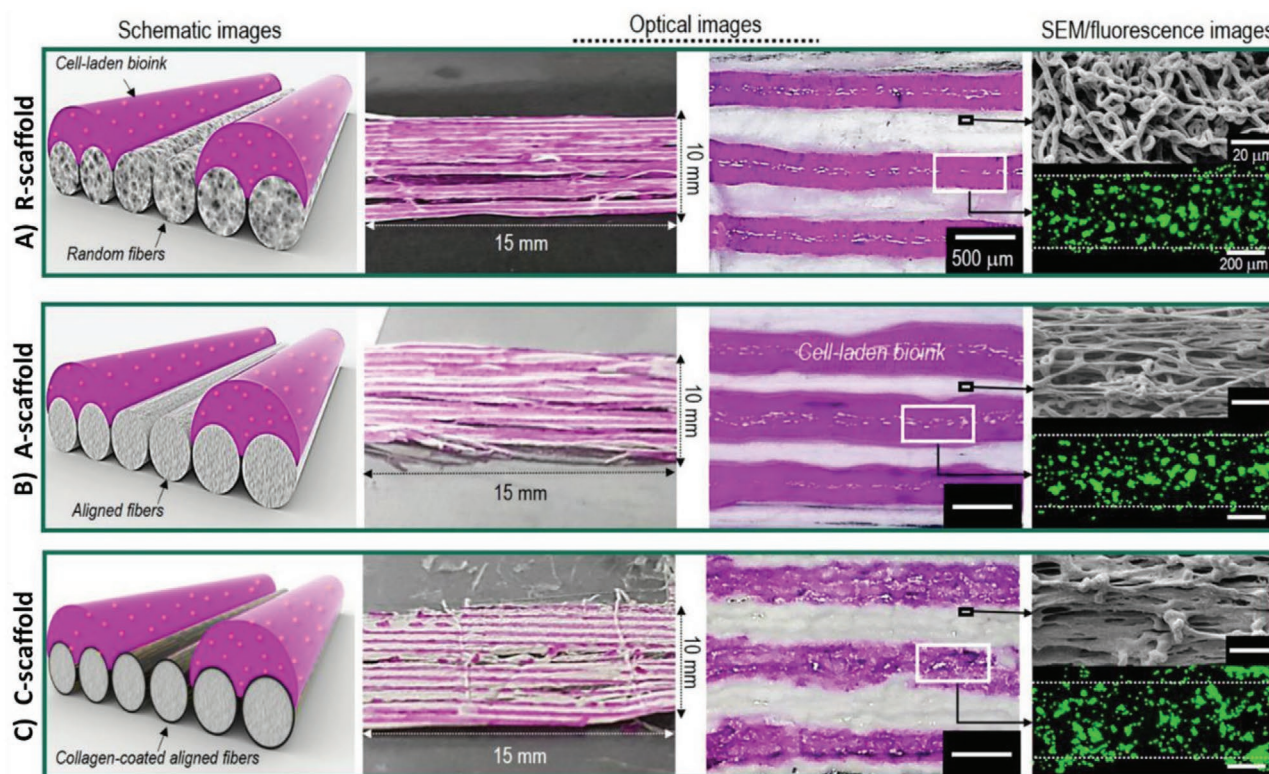 Schematic images
Optical images
SEM/fluorescence images
A) R-scaffold
Cell-laden bioink
Random fibers
10 mm
15 mm
500 μm
20 μm
200 μm
B) A-scaffold
Aligned fibers
10 mm
15 mm
Cell-laden bioink
C) C-scaffold
Collagen-coated aligned fibers
10 mm
15 mm